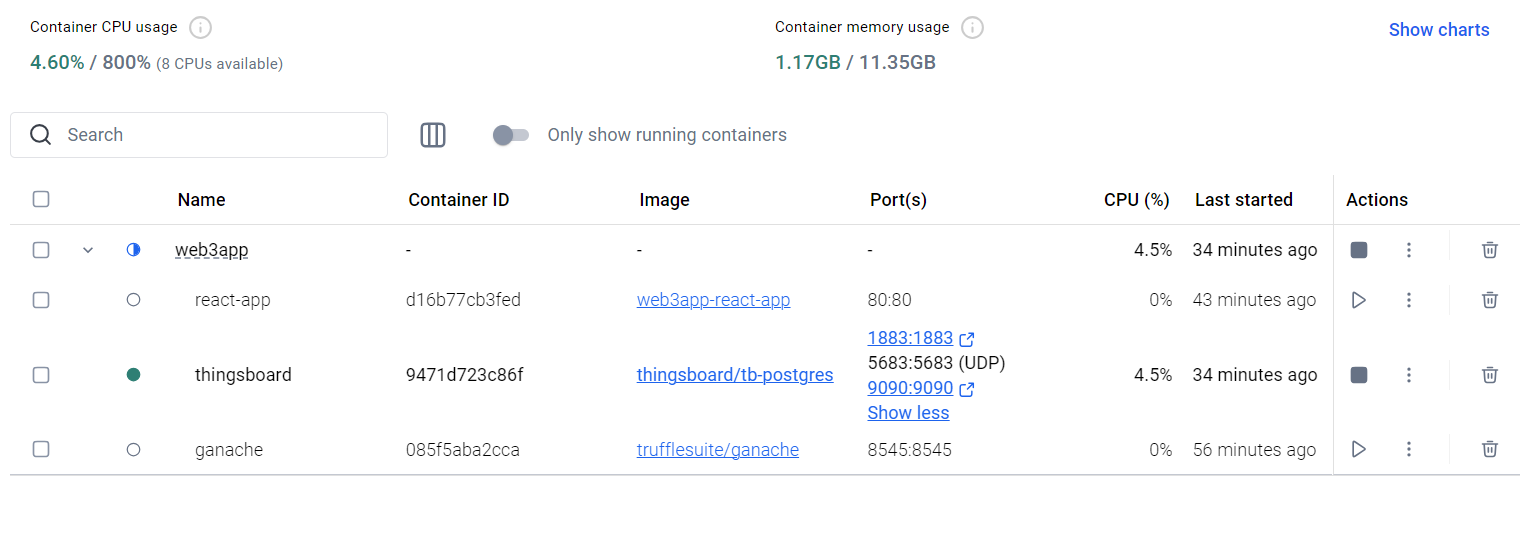 Container CPU usage
4.60% / 800% (8 CPUs available)
Container memory usage
1.17GB / 11.35GB
Show charts
Search
Only show running containers
Name Container ID Image Port(s) CPU (%) Last started Actions
web3app - - - 4.5% 34 minutes ago
react-app d16b77cb3fed web3app-react-app 80:80 0% 43 minutes ago
1883:1883
5683:5683 (UDP)
thingsboard 9471d723c86f thingsboard/tb-postgres 4.5% 34 minutes ago
9090:9090
Show less
ganache 085f5aba2cca trufflesuite/ganache 8545:8545 0% 56 minutes ago